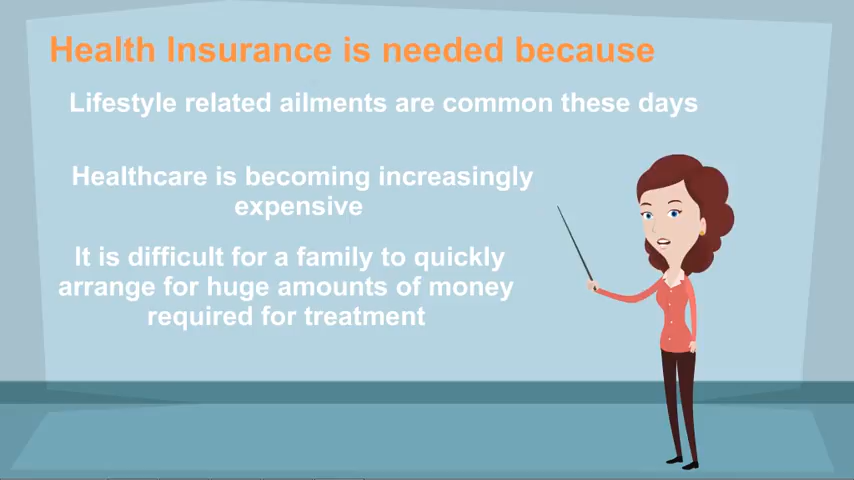 Health Insurance is needed because
Lifestyle related ailments are common these days
Healthcare is becoming increasingly
expensive
It is difficult for a family to quickly
arrange for huge amounts of money
required for treatment